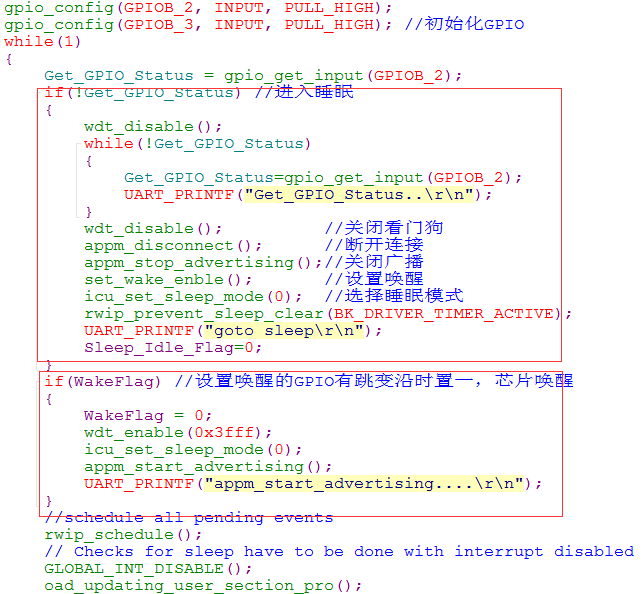 gpio_config(GPIOB_2, INPUT, PULL_HIGH);
gpio_config(GPIOB_3, INPUT, PULL_HIGH); //初始化GPIO
while(1)
{
Get_GPIO_Status = gpio_get_input(GPIOB_2);
if(!Get_GPIO_Status) //进入睡眠
{
wdt_disable();
while(!Get_GPIO_Status)
{
Get_GPIO_Status=gpio_get_input(GPIOB_2);
UART_PRINTF("Get_GPIO_Status..\r\n");
}
wdt_disable(); //关闭看门狗
appm_disconnect(); //断开连接
appm_stop_advertising();//关闭广播
set_wake_enble(); //设置唤醒
icu_set_sleep_mode(0); //选择睡眠模式
rwip_prevent_sleep_clear(BK_DRIVER_TIMER_ACTIVE);
UART_PRINTF("goto sleep\r\n");
Sleep_Idle_Flag=0;
}
if(WakeFlag) //设置唤醒的GPIO有跳变沿时置一，芯片唤醒
{
WakeFlag = 0;
wdt_enable(0x3fff);
icu_set_sleep_mode(0);
appm_start_advertising();
UART_PRINTF("appm_start_advertising....\r\n");
}
//schedule all pending events
rwip_schedule();
// Checks for sleep have to be done with interrupt disabled
GLOBAL_INT_DISABLE();
oad_updating_user_section_pro();